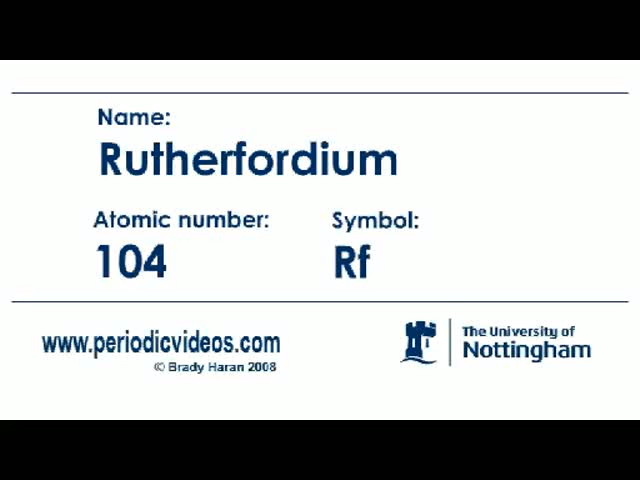 Name:
Rutherfordium
Atomic number: Symbol:
104 Rf
www.periodicvideos.com
© Brady Haran 2008
The University of
Nottingham